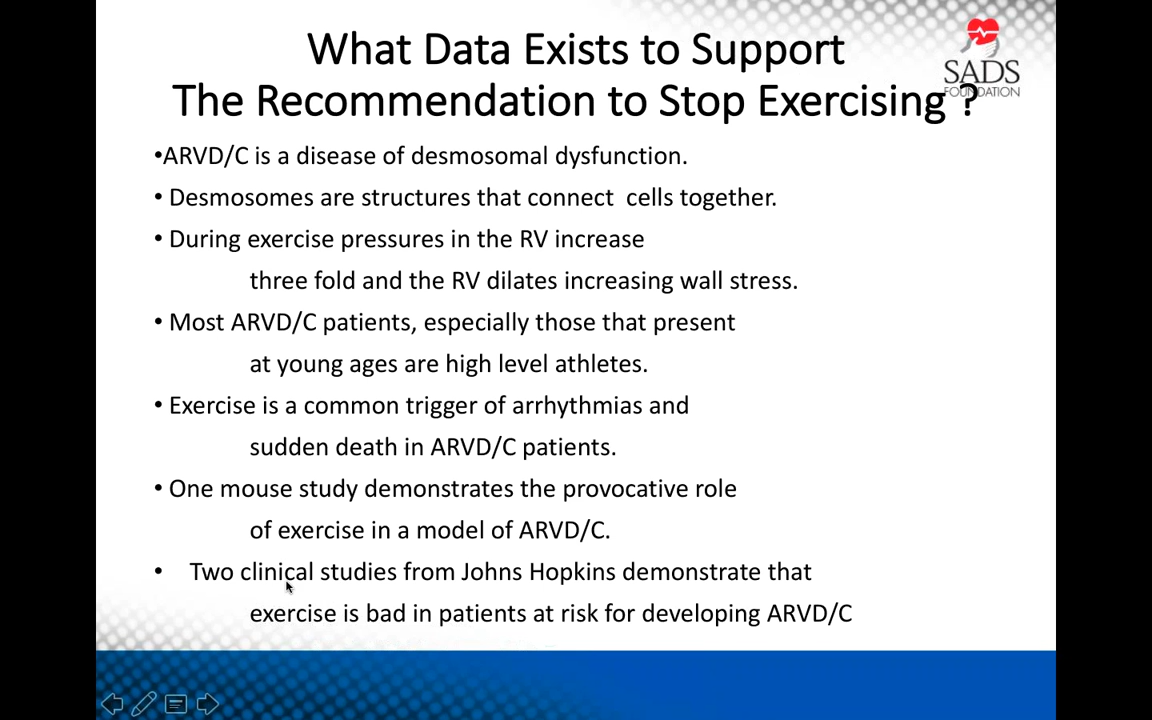 What Data Exists to Support
The Recommendation to Stop Exercising ?
SADS
FOUNDATION
•ARVD/C is a disease of desmosomal dysfunction.
• Desmosomes are structures that connect  cells together.
• During exercise pressures in the RV increase
three fold and the RV dilates increasing wall stress.
• Most ARVD/C patients, especially those that present
at young ages are high level athletes.
• Exercise is a common trigger of arrhythmias and
sudden death in ARVD/C patients.
• One mouse study demonstrates the provocative role
of exercise in a model of ARVD/C.
• Two clinical studies from Johns Hopkins demonstrate that
exercise is bad in patients at risk for developing ARVD/C